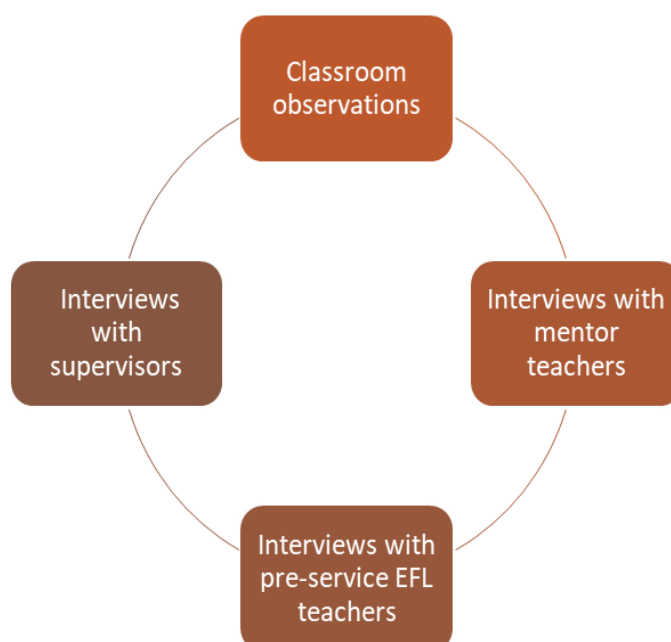 Classroom
observations
Interviews with
mentor
teachers
Interviews with
pre-service EFL
teachers
Interviews
with
supervisors